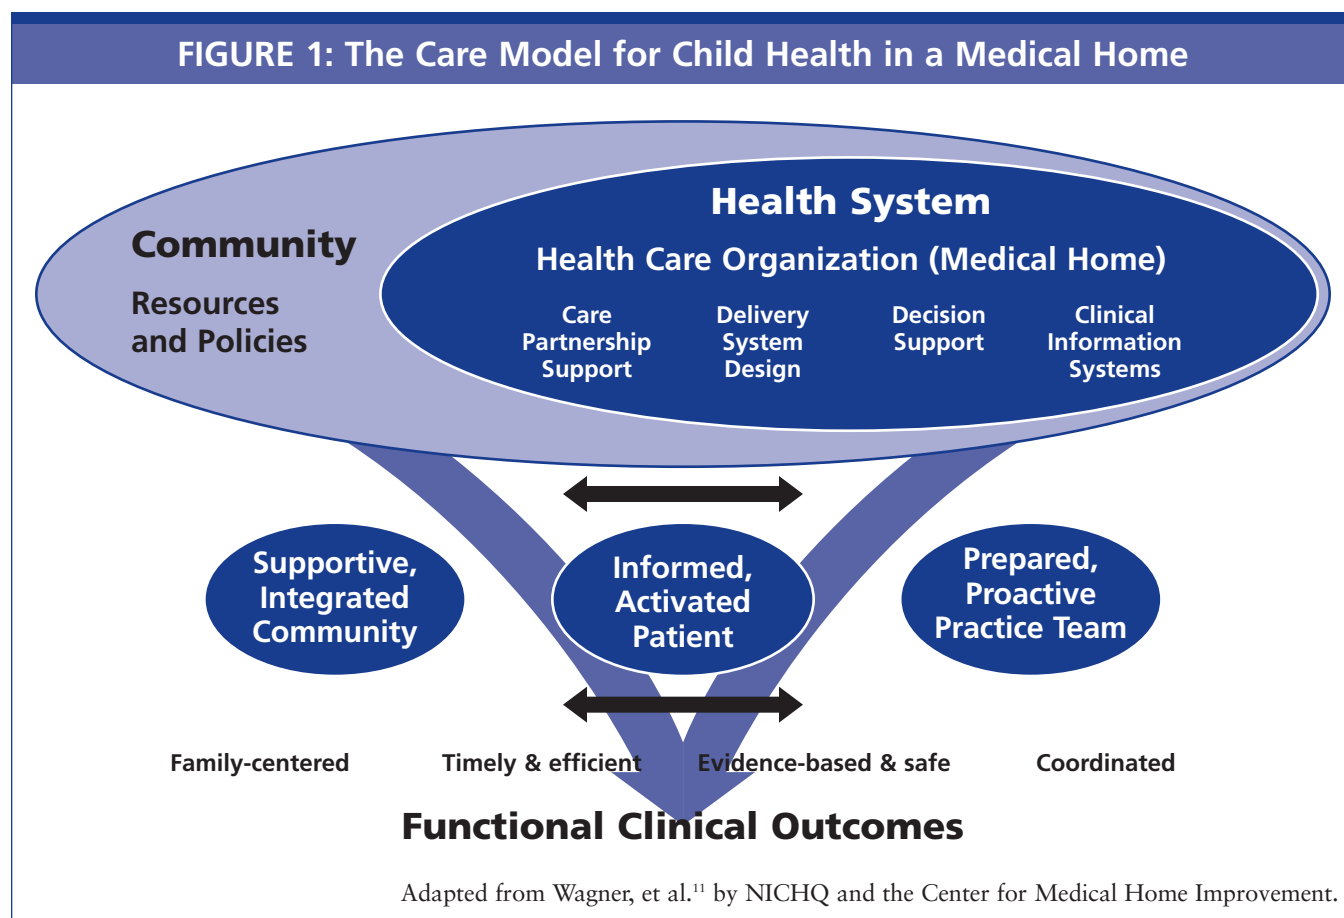 FIGURE 1: The Care Model for Child Health in a Medical Home
Health System
Health Care Organization (Medical Home)
Community
Resources
and Policies
Care
Partnership
Support
Delivery
System
Design
Decision
Support
Clinical
Information
Systems
Supportive,
Integrated
Community
Informed,
Activated
Patient
Prepared,
Proactive
Practice Team
Family-centered
Timely & efficient
Evidence-based & safe
Coordinated
Functional Clinical Outcomes
Adapted from Wagner, et al.¹¹ by NICHQ and the Center for Medical Home Improvement.